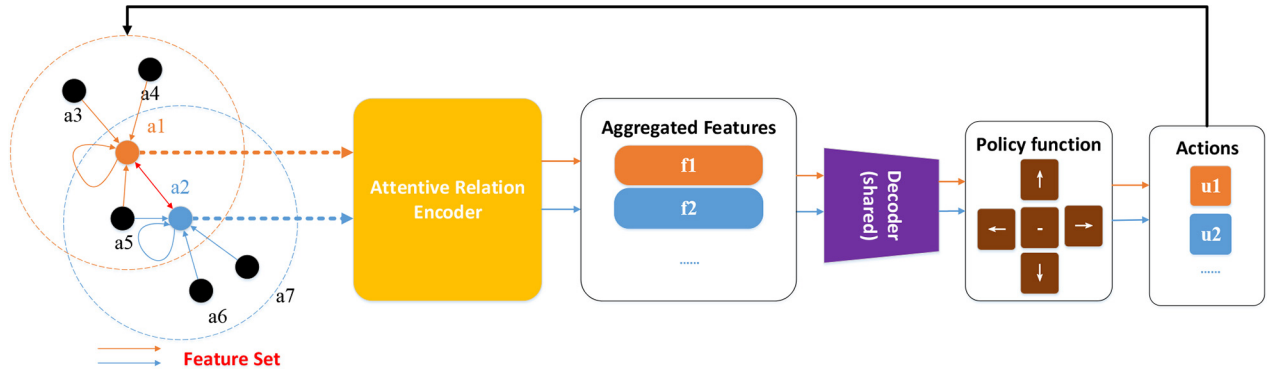 a3
a4
a1
a2
a5
a6
a7
Feature Set
Attentive Relation
Encoder
Aggregated Features
f1
f2
......
Decoder
(shared)
Policy function
↑
← - →
↓
Actions
u1
u2
......